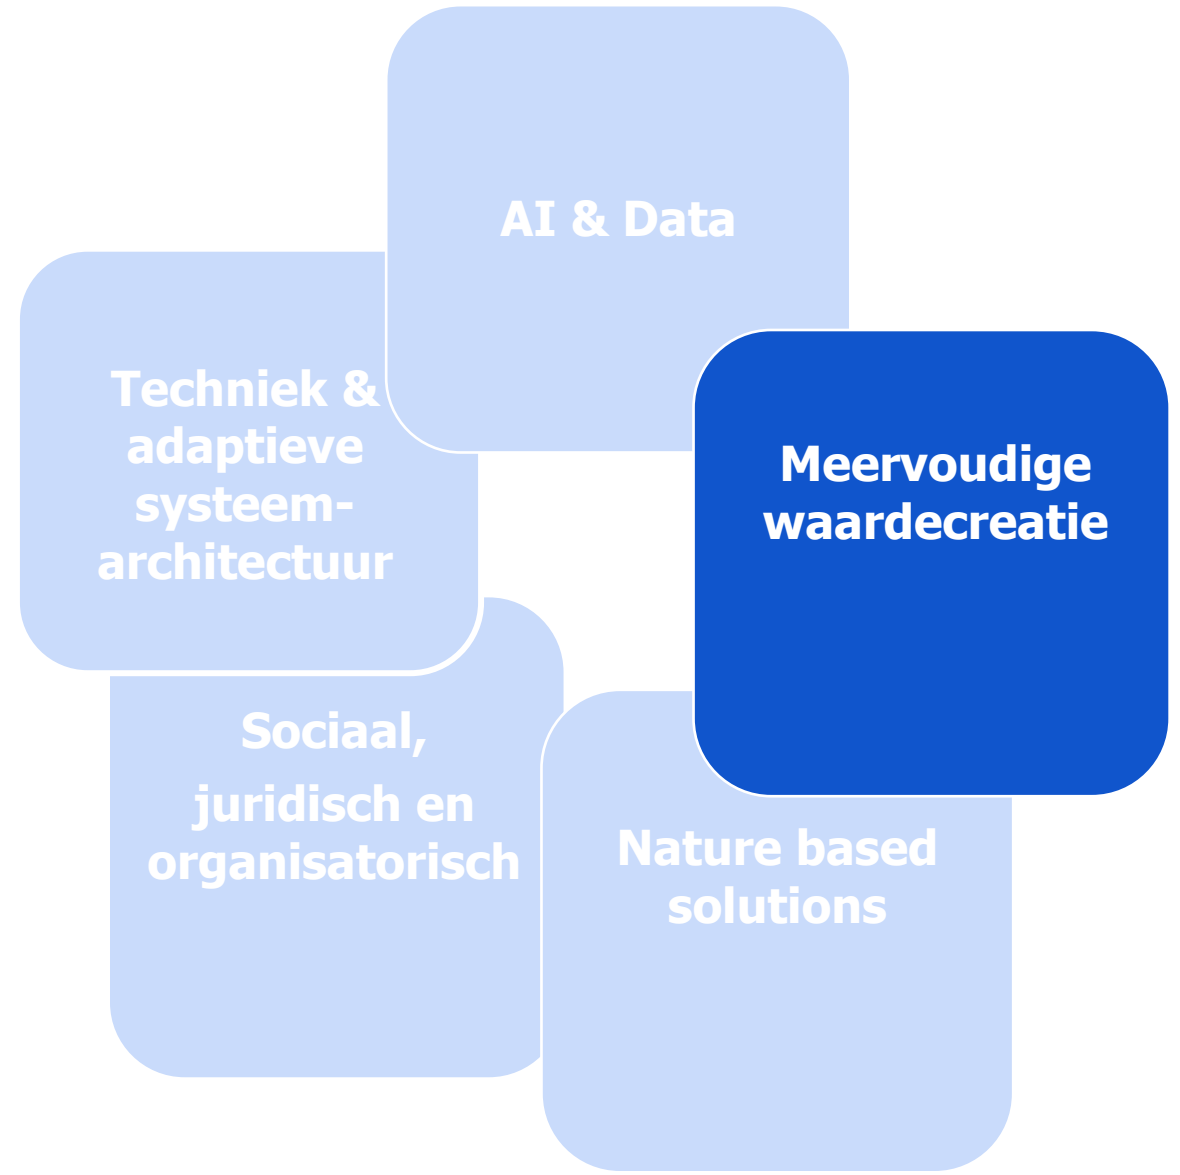 AI & Data
Techniek &
adaptieve
systeem-
architectuur
Meervoudige
waardecreatie
Sociaal,
juridisch en
organisatorisch
Nature based
solutions